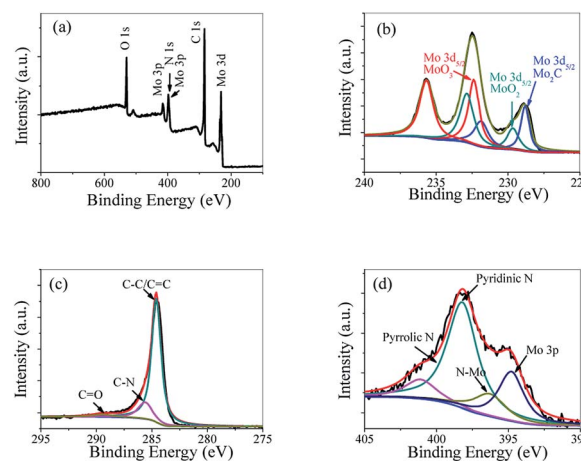 (a)
O 1s
Mo 3p
N 1s
Mo 3p
C 1s
Mo 3d
Intensity (a.u.)
800 600 400 200
Binding Energy (eV)
(b)
Mo 3d5/2
MoO3
Mo 3d5/2
MoO2
Mo 3d5/2
Mo2C
Intensity (a.u.)
240 235 230 22
Binding Energy (eV)
(c)
C-C/C=C
C-N
C=O
Intensity (a.u.)
295 290 285 280 275
Binding Energy (eV)
(d)
Pyridinic N
Pyrrolic N
N-Mo
Mo 3p
Intensity (a.u.)
405 400 395 39
Binding Energy (eV)